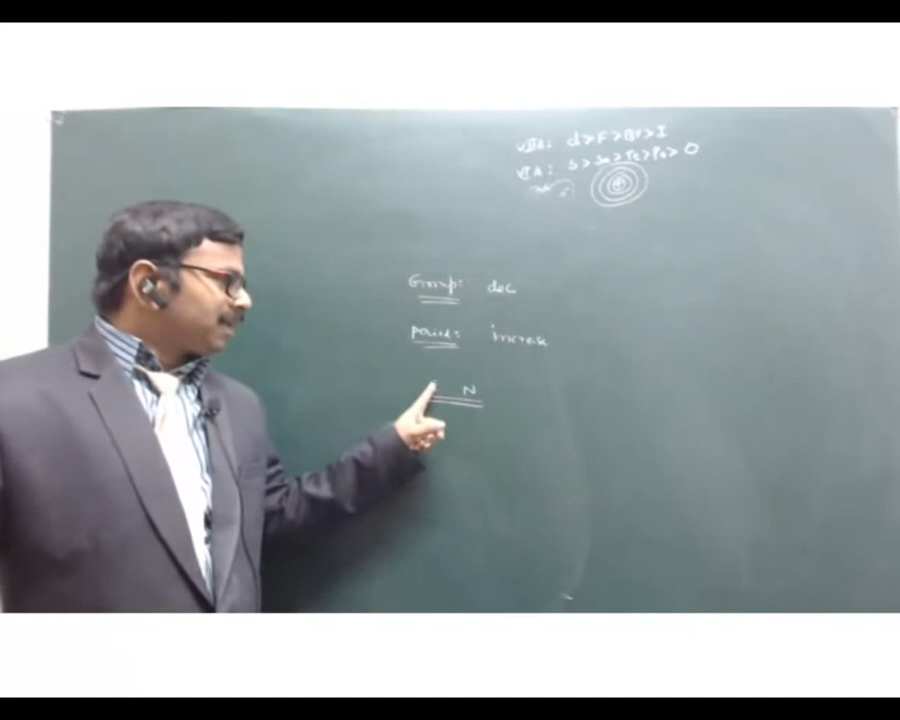 VIIA: Cl > F > Br > I
VIA: S > Se > Te > Po > O
Group: dec
Period: increase
N